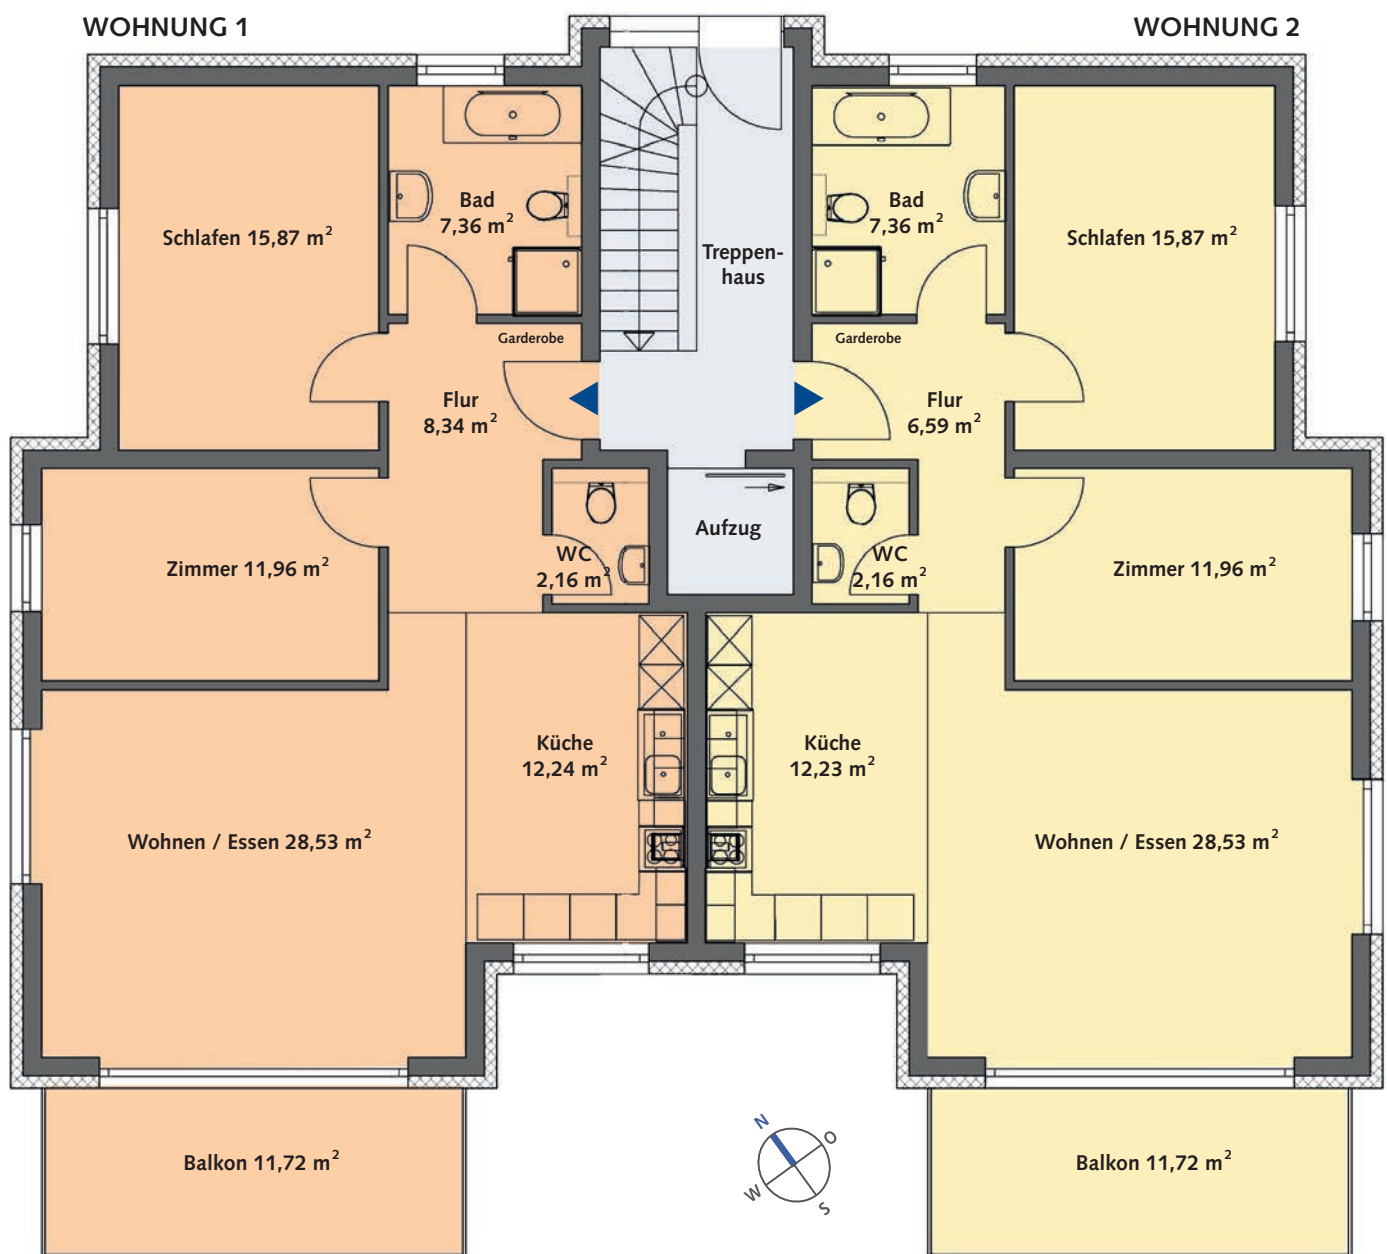 WOHNUNG 1
WOHNUNG 2
Bad
7,36 m²
Schlafen 15,87 m²
Garderobe
Flur
8,34 m²
WC
2,16 m²
Zimmer 11,96 m²
Küche
12,24 m²
Wohnen / Essen 28,53 m²
Balkon 11,72 m²
Treppen-
haus
Aufzug
Bad
7,36 m²
Schlafen 15,87 m²
Garderobe
Flur
6,59 m²
WC
2,16 m²
Zimmer 11,96 m²
Küche
12,23 m²
Wohnen / Essen 28,53 m²
Balkon 11,72 m²
N
O
W
S